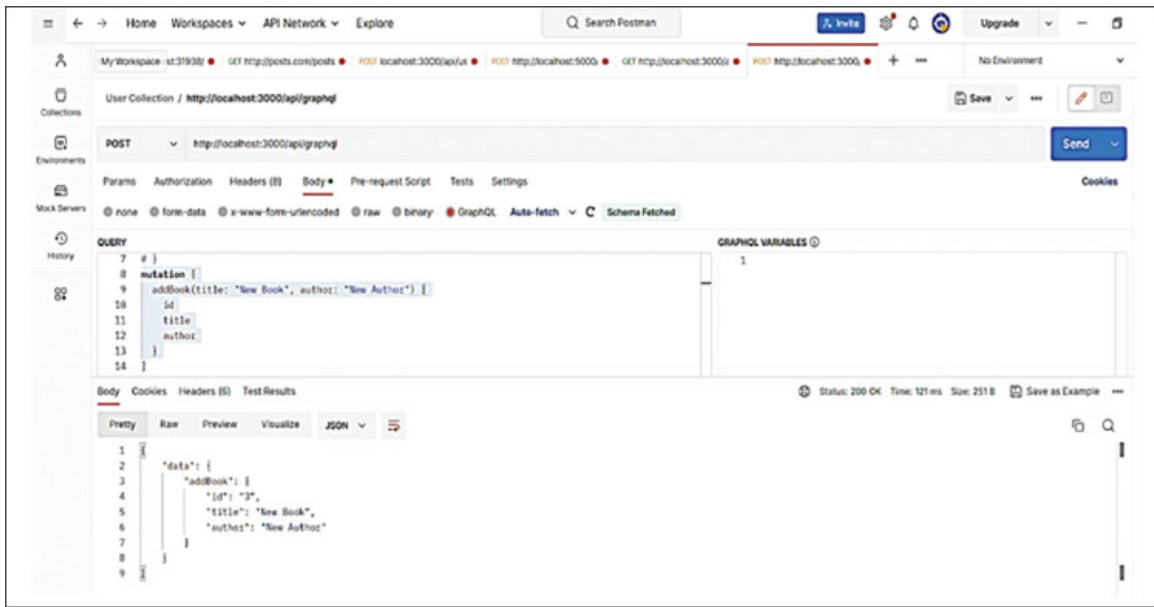 Home Workspaces API Network Explore Search Postman Invite Upgrade
My Workspace st:31938/ GET http://posts.com/posts POST localhost:3000/api/us POST http://localhost:5000, GET http://localhost:3000/a POST http://localhost:3000, + No Environment
User Collection / http://localhost:3000/api/graphql Save
Collections
POST http://localhost:3000/api/graphql Send
Environments
Params Authorization Headers (8) Body Pre-request Script Tests Settings Cookies
Mock Servers
none form-data x-www-form-urlencoded raw binary GraphQL Auto-fetch Schema Fetched
History
QUERY GRAPHQL VARIABLES
7 # } 1
8 mutation {
9 addBook(title: "New Book", author: "New Author") {
10 id
11 title
12 author
13 }
14 }
Body Cookies Headers (6) Test Results Status: 200 OK Time: 121 ms Size: 251 B Save as Example
Pretty Raw Preview Visualize JSON
1 {
2 "data": {
3 "addBook": {
4 "id": "3",
5 "title": "New Book",
6 "author": "New Author"
7 }
8 }
9 }